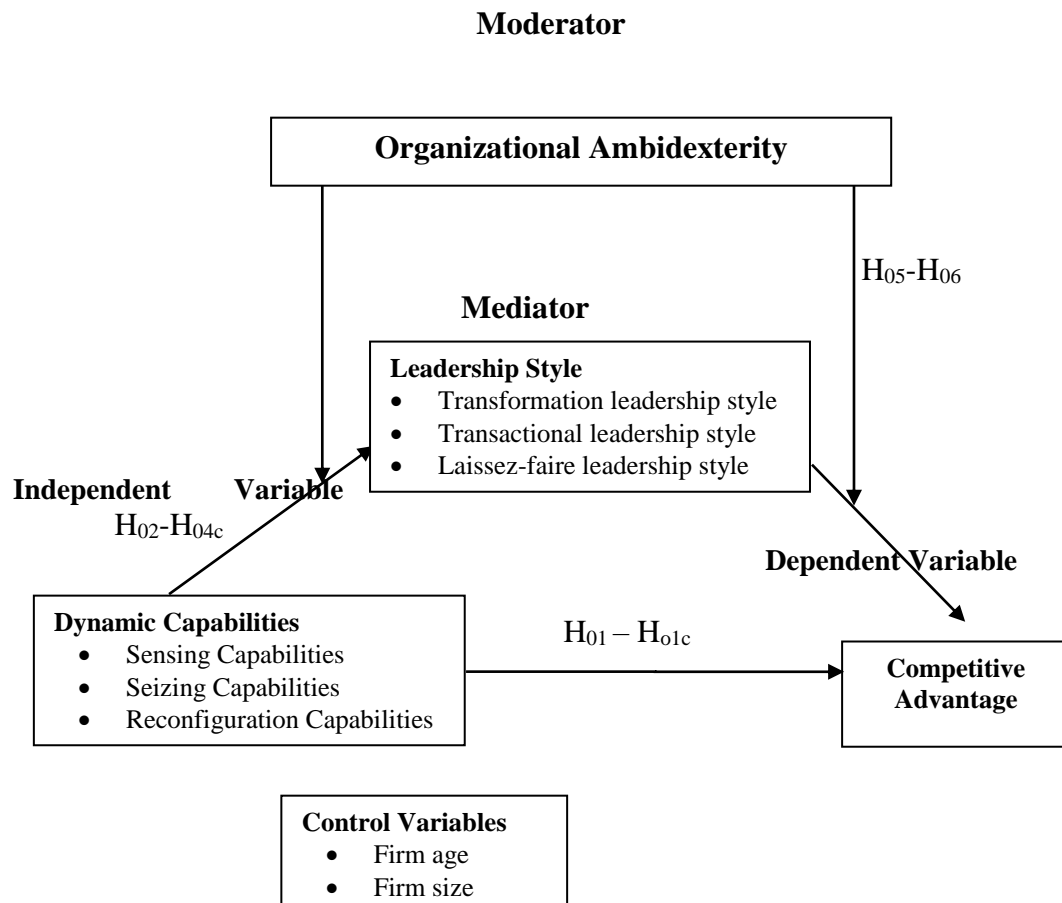 Moderator
Organizational Ambidexterity
H05-H06
Mediator
Leadership Style
• Transformation leadership style
• Transactional leadership style
• Laissez-faire leadership style
Independent Variable
H02-H04c
Dependent Variable
Dynamic Capabilities
• Sensing Capabilities
• Seizing Capabilities
• Reconfiguration Capabilities
H01 – Ho1c
Competitive
Advantage
Control Variables
• Firm age
• Firm size